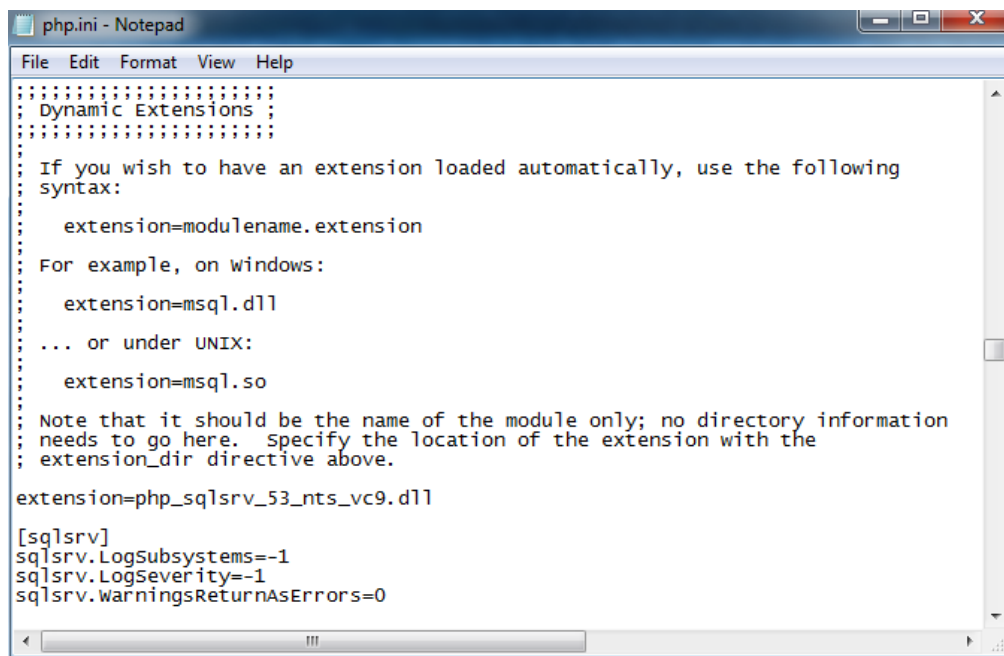 php.ini - Notepad
File Edit Format View Help
;;;;;;;;;;;;;;;;;;;;;;
; Dynamic Extensions ;
;;;;;;;;;;;;;;;;;;;;;;
;
; If you wish to have an extension loaded automatically, use the following
; syntax:
;
;   extension=modulename.extension
;
; For example, on Windows:
;
;   extension=msql.dll
;
; ... or under UNIX:
;
;   extension=msql.so
;
; Note that it should be the name of the module only; no directory information
; needs to go here.  Specify the location of the extension with the
; extension_dir directive above.
extension=php_sqlsrv_53_nts_vc9.dll
[sqlsrv]
sqlsrv.LogSubsystems=-1
sqlsrv.LogSeverity=-1
sqlsrv.WarningsReturnAsErrors=0